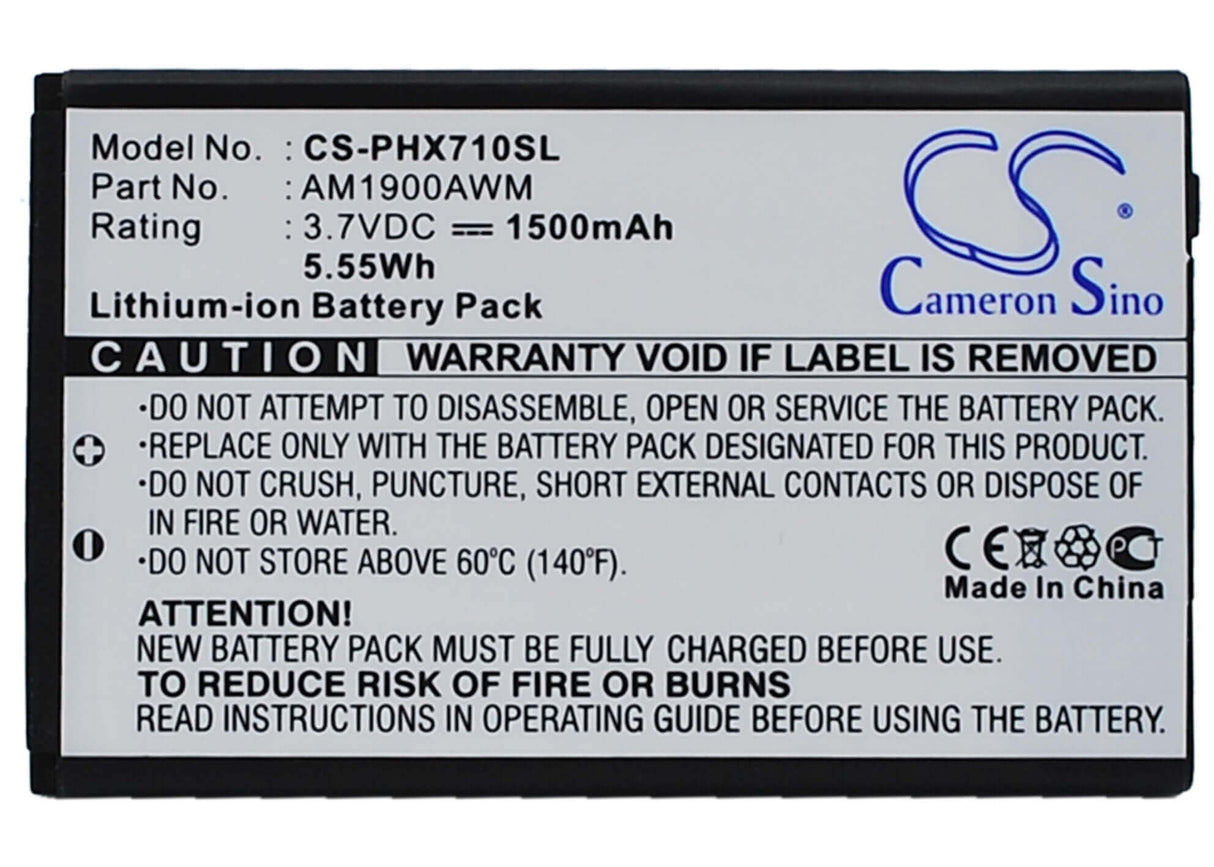 Model No. : CS-PHX710SL
Part No. : AM1900AWM
Rating : 3.7VDC ⎓ 1500mAh
5.55Wh
Lithium-ion Battery Pack
CS ®
Cameron Sino
CAUTION WARRANTY VOID IF LABEL IS REMOVED
·DO NOT ATTEMPT TO DISASSEMBLE, OPEN OR SERVICE THE BATTERY PACK.
·REPLACE ONLY WITH THE BATTERY PACK DESIGNATED FOR THIS PRODUCT.
·DO NOT CRUSH, PUNCTURE, SHORT EXTERNAL CONTACTS OR DISPOSE OF
IN FIRE OR WATER.
·DO NOT STORE ABOVE 60°C (140°F).
CE PCT
Made In China
ATTENTION!
NEW BATTERY PACK MUST BE FULLY CHARGED BEFORE USE.
TO REDUCE RISK OF FIRE OR BURNS
READ INSTRUCTIONS IN OPERATING GUIDE BEFORE USING THE BATTERY.